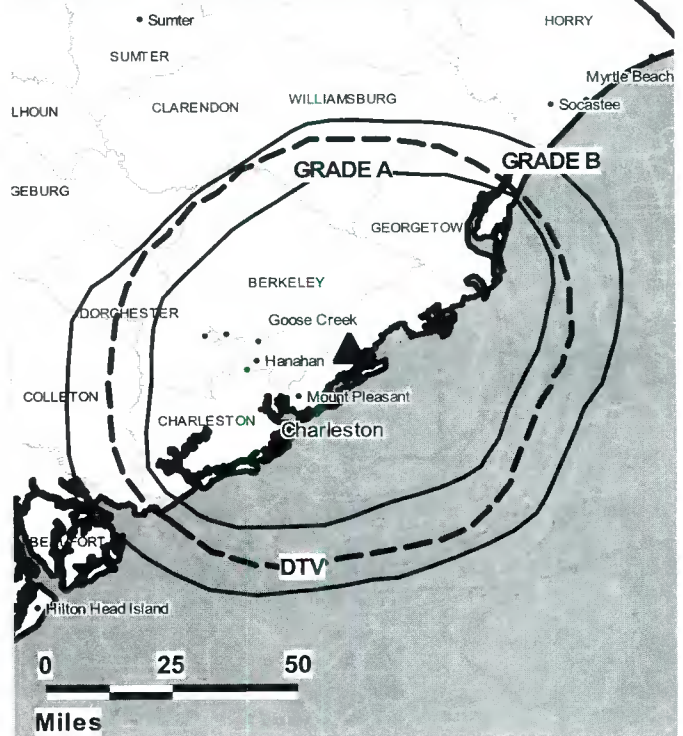 Sumter
HORRY
SUMTER
Myrtle Beach
LHOUN
CLARENDON
WILLIAMSBURG
Socastee
GRADE B
GRADE A
GEBURG
GEORGETOW
BERKELEY
DORCHESTER
Goose Creek
Hanahan
COLLETON
Mount Pleasant
CHARLESTON
Charleston
BEAUFORT
DTV
Hilton Head Island
0 25 50
Miles